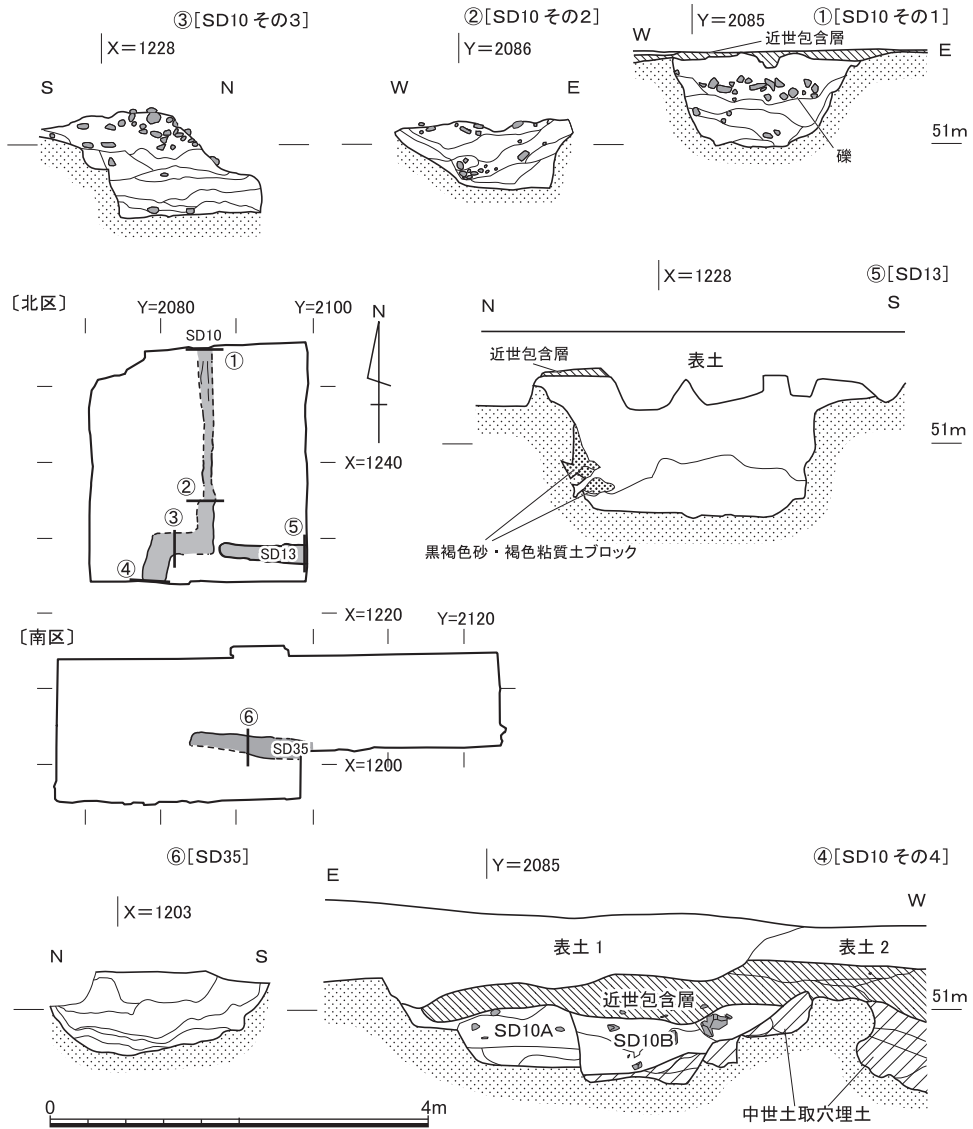 ③[SD10 その3]
X=1228
S
N
②[SD10 その2]
Y=2086
W
E
①[SD10 その1]
Y=2085
近世包含層
W
E
51m
礫
⑤[SD13]
X=1228
N
S
近世包含層
表土
51m
黒褐色砂・褐色粘質土ブロック
〔北区〕
Y=2080
Y=2100
N
SD10
①
X=1240
②
③
⑤
SD13
④
X=1220
Y=2120
〔南区〕
⑥
SD35
X=1200
⑥[SD35]
X=1203
N
S
④[SD10 その4]
Y=2085
E
W
表土1
表土2
近世包含層
51m
SD10A
SD10B
中世土取穴埋土
0
4m